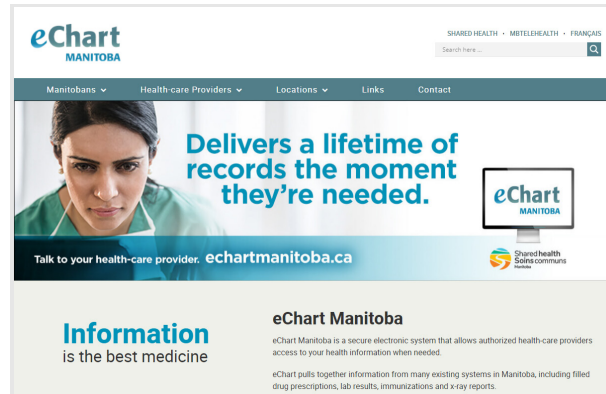 eChart
MANITOBA
SHARED HEALTH • MBTELEHEALTH • FRANÇAIS
Search here ...
Manitobans Health-care Providers Locations Links Contact
Delivers a lifetime of
records the moment
they're needed.
eChart
MANITOBA
Talk to your health-care provider. echartmanitoba.ca
Shared health
Soins communs
Manitoba
Information
is the best medicine
eChart Manitoba
eChart Manitoba is a secure electronic system that allows authorized health-care providers
access to your health information when needed.
eChart pulls together information from many existing systems in Manitoba, including filled
drug prescriptions, lab results, immunizations and x-ray reports.